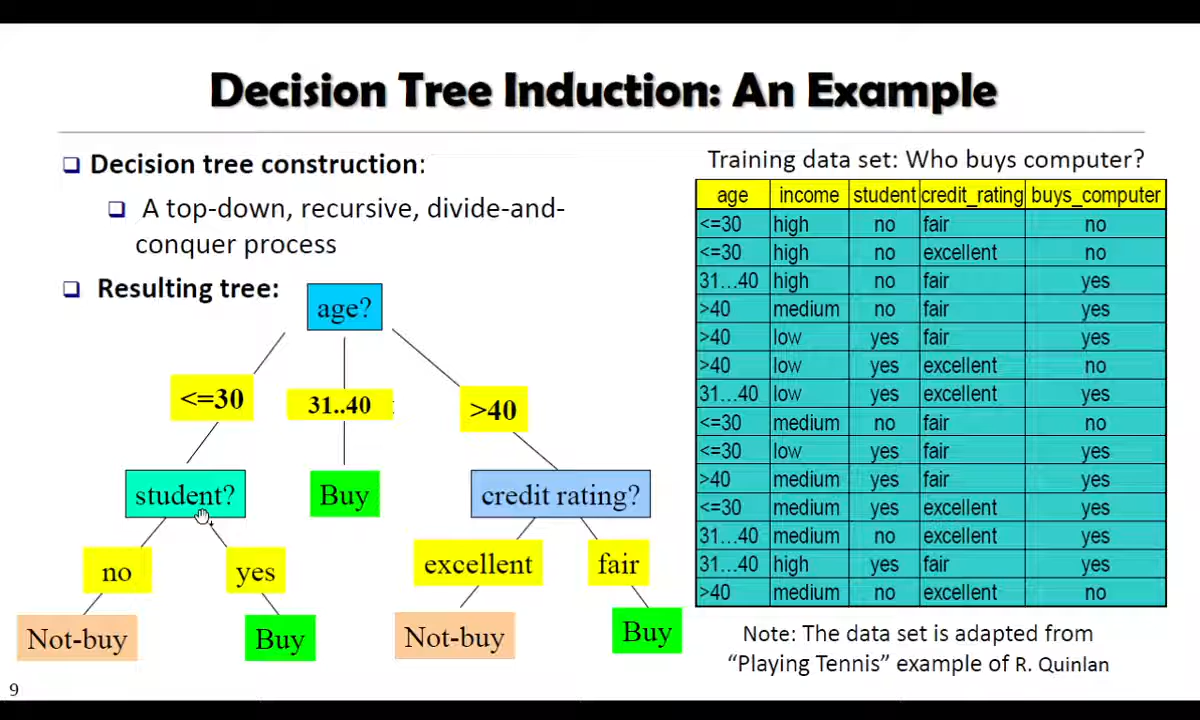 Decision Tree Induction: An Example
Decision tree construction:
A top-down, recursive, divide-and-
conquer process
Resulting tree:
age?
<=30
31..40
>40
student?
Buy
credit rating?
no
yes
excellent
fair
Not-buy
Buy
Not-buy
Buy
Training data set: Who buys computer?
age income student credit_rating buys_computer
<=30 high no fair no
<=30 high no excellent no
31…40 high no fair yes
>40 medium no fair yes
>40 low yes fair yes
>40 low yes excellent no
31…40 low yes excellent yes
<=30 medium no fair no
<=30 low yes fair yes
>40 medium yes fair yes
<=30 medium yes excellent yes
31…40 medium no excellent yes
31…40 high yes fair yes
>40 medium no excellent no
Note: The data set is adapted from
“Playing Tennis” example of R. Quinlan
9